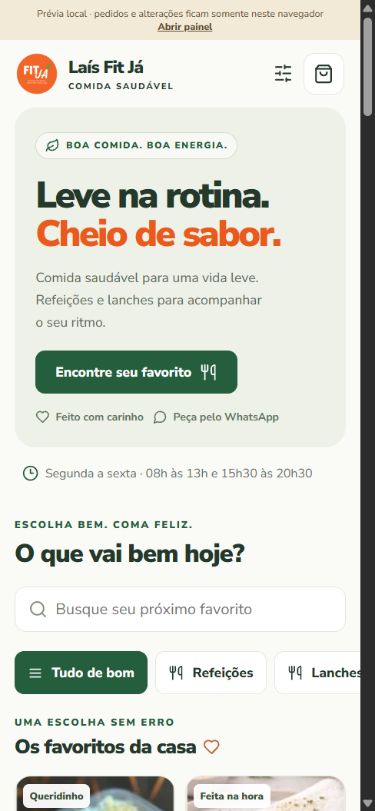 Prévia local · pedidos e alterações ficam somente neste navegador
Abrir painel
FIT
JÁ
Laís Fit Já
COMIDA SAUDÁVEL
BOA COMIDA. BOA ENERGIA.
Leve na rotina.
Cheio de sabor.
Comida saudável para uma vida leve.
Refeições e lanches para acompanhar
o seu ritmo.
Encontre seu favorito
Feito com carinho
Peça pelo WhatsApp
Segunda a sexta · 08h às 13h e 15h30 às 20h30
ESCOLHA BEM. COMA FELIZ.
O que vai bem hoje?
Busque seu próximo favorito
Tudo de bom
Refeições
Lanches
UMA ESCOLHA SEM ERRO
Os favoritos da casa
Queridinho
Feita na hora